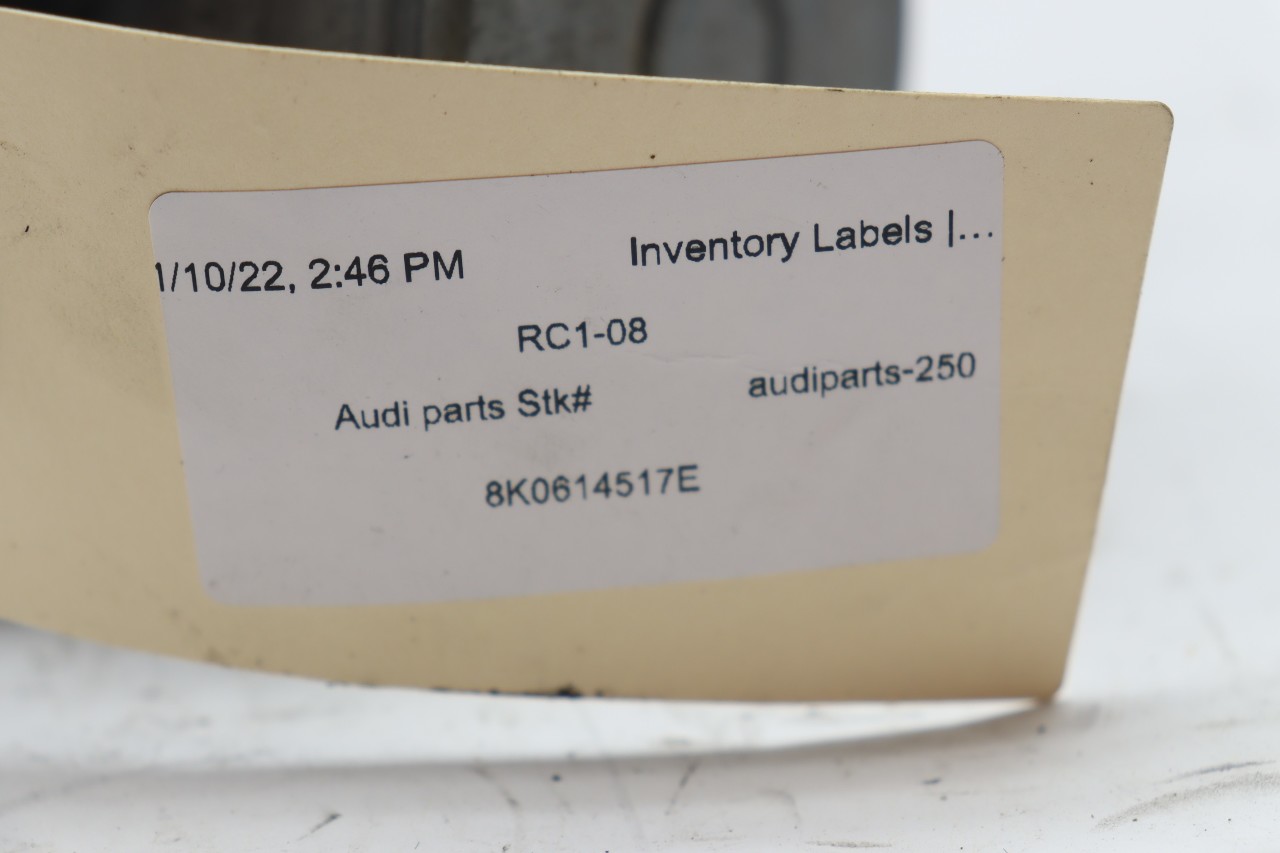 1/10/22, 2:46 PM Inventory Labels |...
RC1-08
Audi parts Stk# audiparts-250
8K0614517E